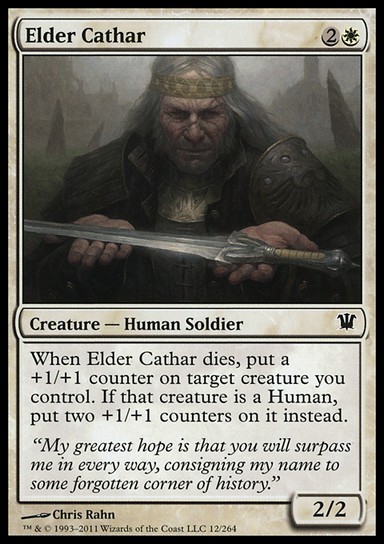 Elder Cathar 2
Creature — Human Soldier
When Elder Cathar dies, put a
+1/+1 counter on target creature you
control. If that creature is a Human,
put two +1/+1 counters on it instead.
“My greatest hope is that you will surpass
me in every way, consigning my name to
some forgotten corner of history.”
Chris Rahn
™ & © 1993–2011 Wizards of the Coast LLC 12/264
2/2